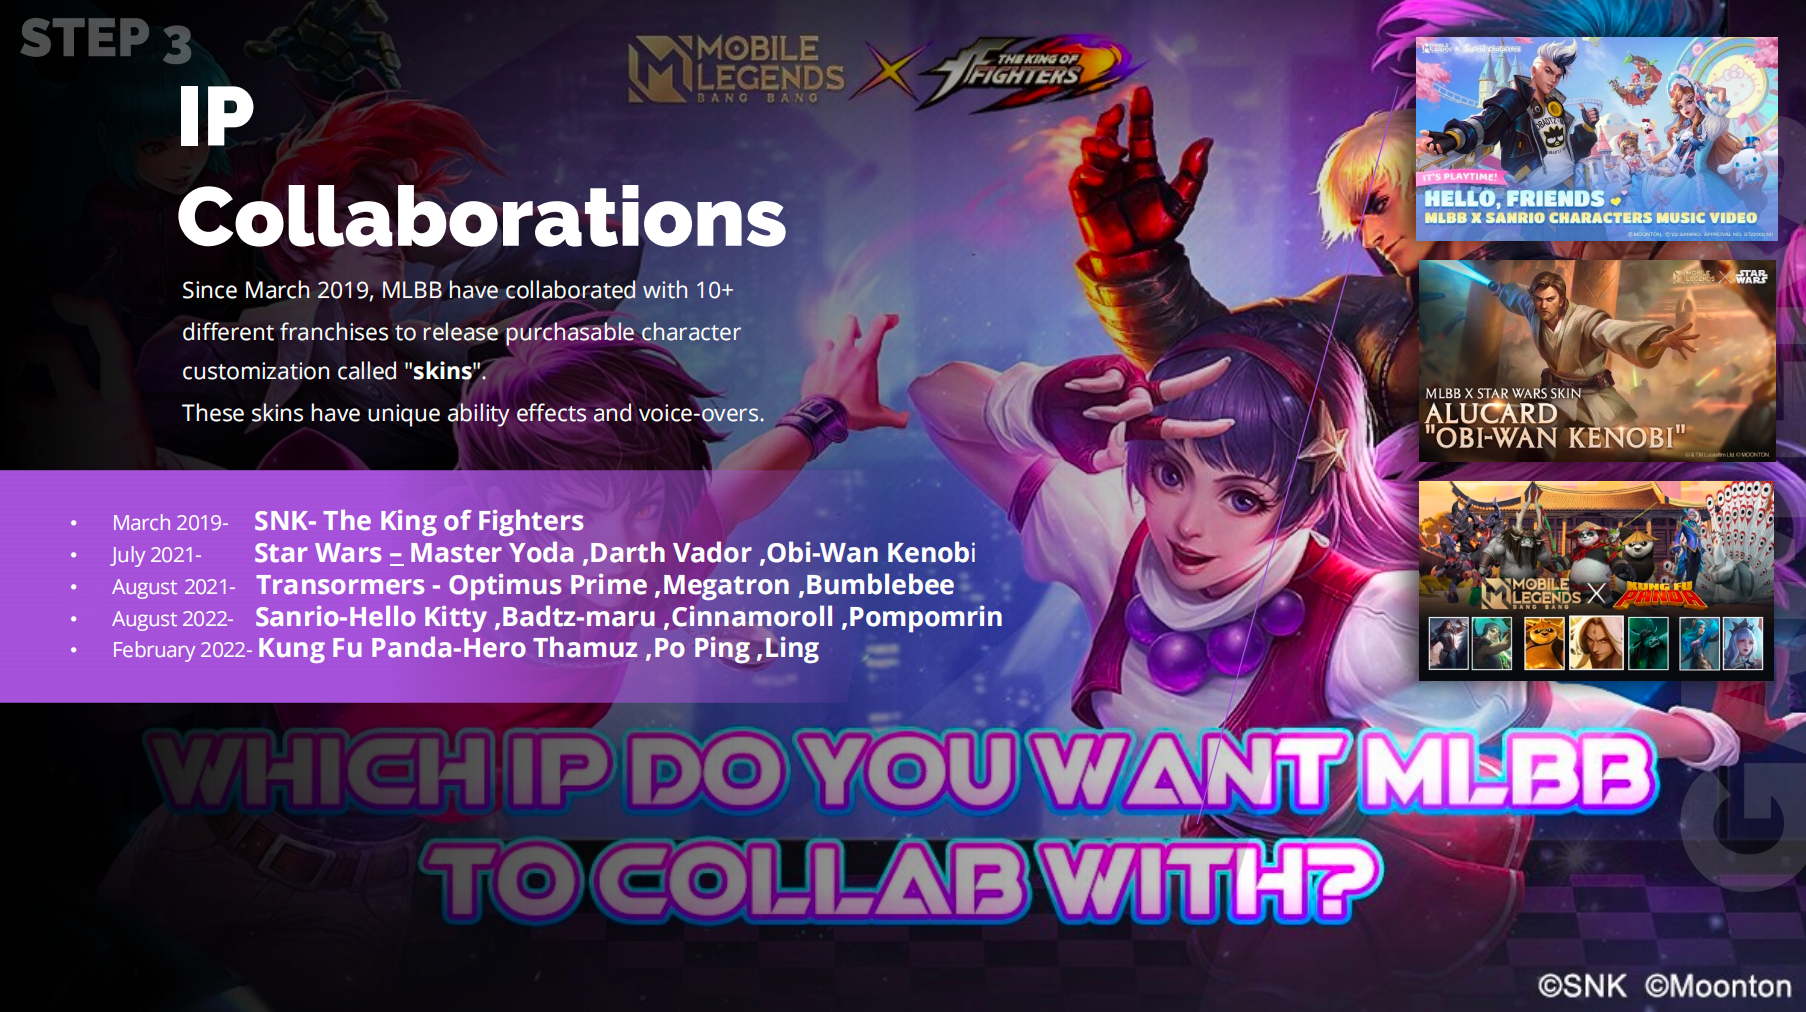 STEP 3
MOBILE
LEGENDS
BANG BANG
THE KING OF
FIGHTERS
IP
Collaborations
Since March 2019, MLBB have collaborated with 10+
different franchises to release purchasable character
customization called "skins".
These skins have unique ability effects and voice-overs.
• March 2019- SNK- The King of Fighters
• July 2021- Star Wars – Master Yoda ,Darth Vador ,Obi-Wan Kenobi
• August 2021- Transormers - Optimus Prime ,Megatron ,Bumblebee
• August 2022- Sanrio-Hello Kitty ,Badtz-maru ,Cinnamoroll ,Pompomrin
• February 2022- Kung Fu Panda-Hero Thamuz ,Po Ping ,Ling
IT'S PLAYTIME!
HELLO, FRIENDS
MLBB X SANRIO CHARACTERS MUSIC VIDEO
MOBILE
LEGENDS
STAR
WARS
MLBB X STAR WARS SKIN
ALUCARD
"OBI-WAN KENOBI"
© & TM Lucasfilm Ltd. © MOONTON
MOBILE
LEGENDS
BANG BANG
KUNG FU
PANDA
WHICH IP DO YOU WANT MLBB
TO COLLAB WITH?
©SNK ©Moonton